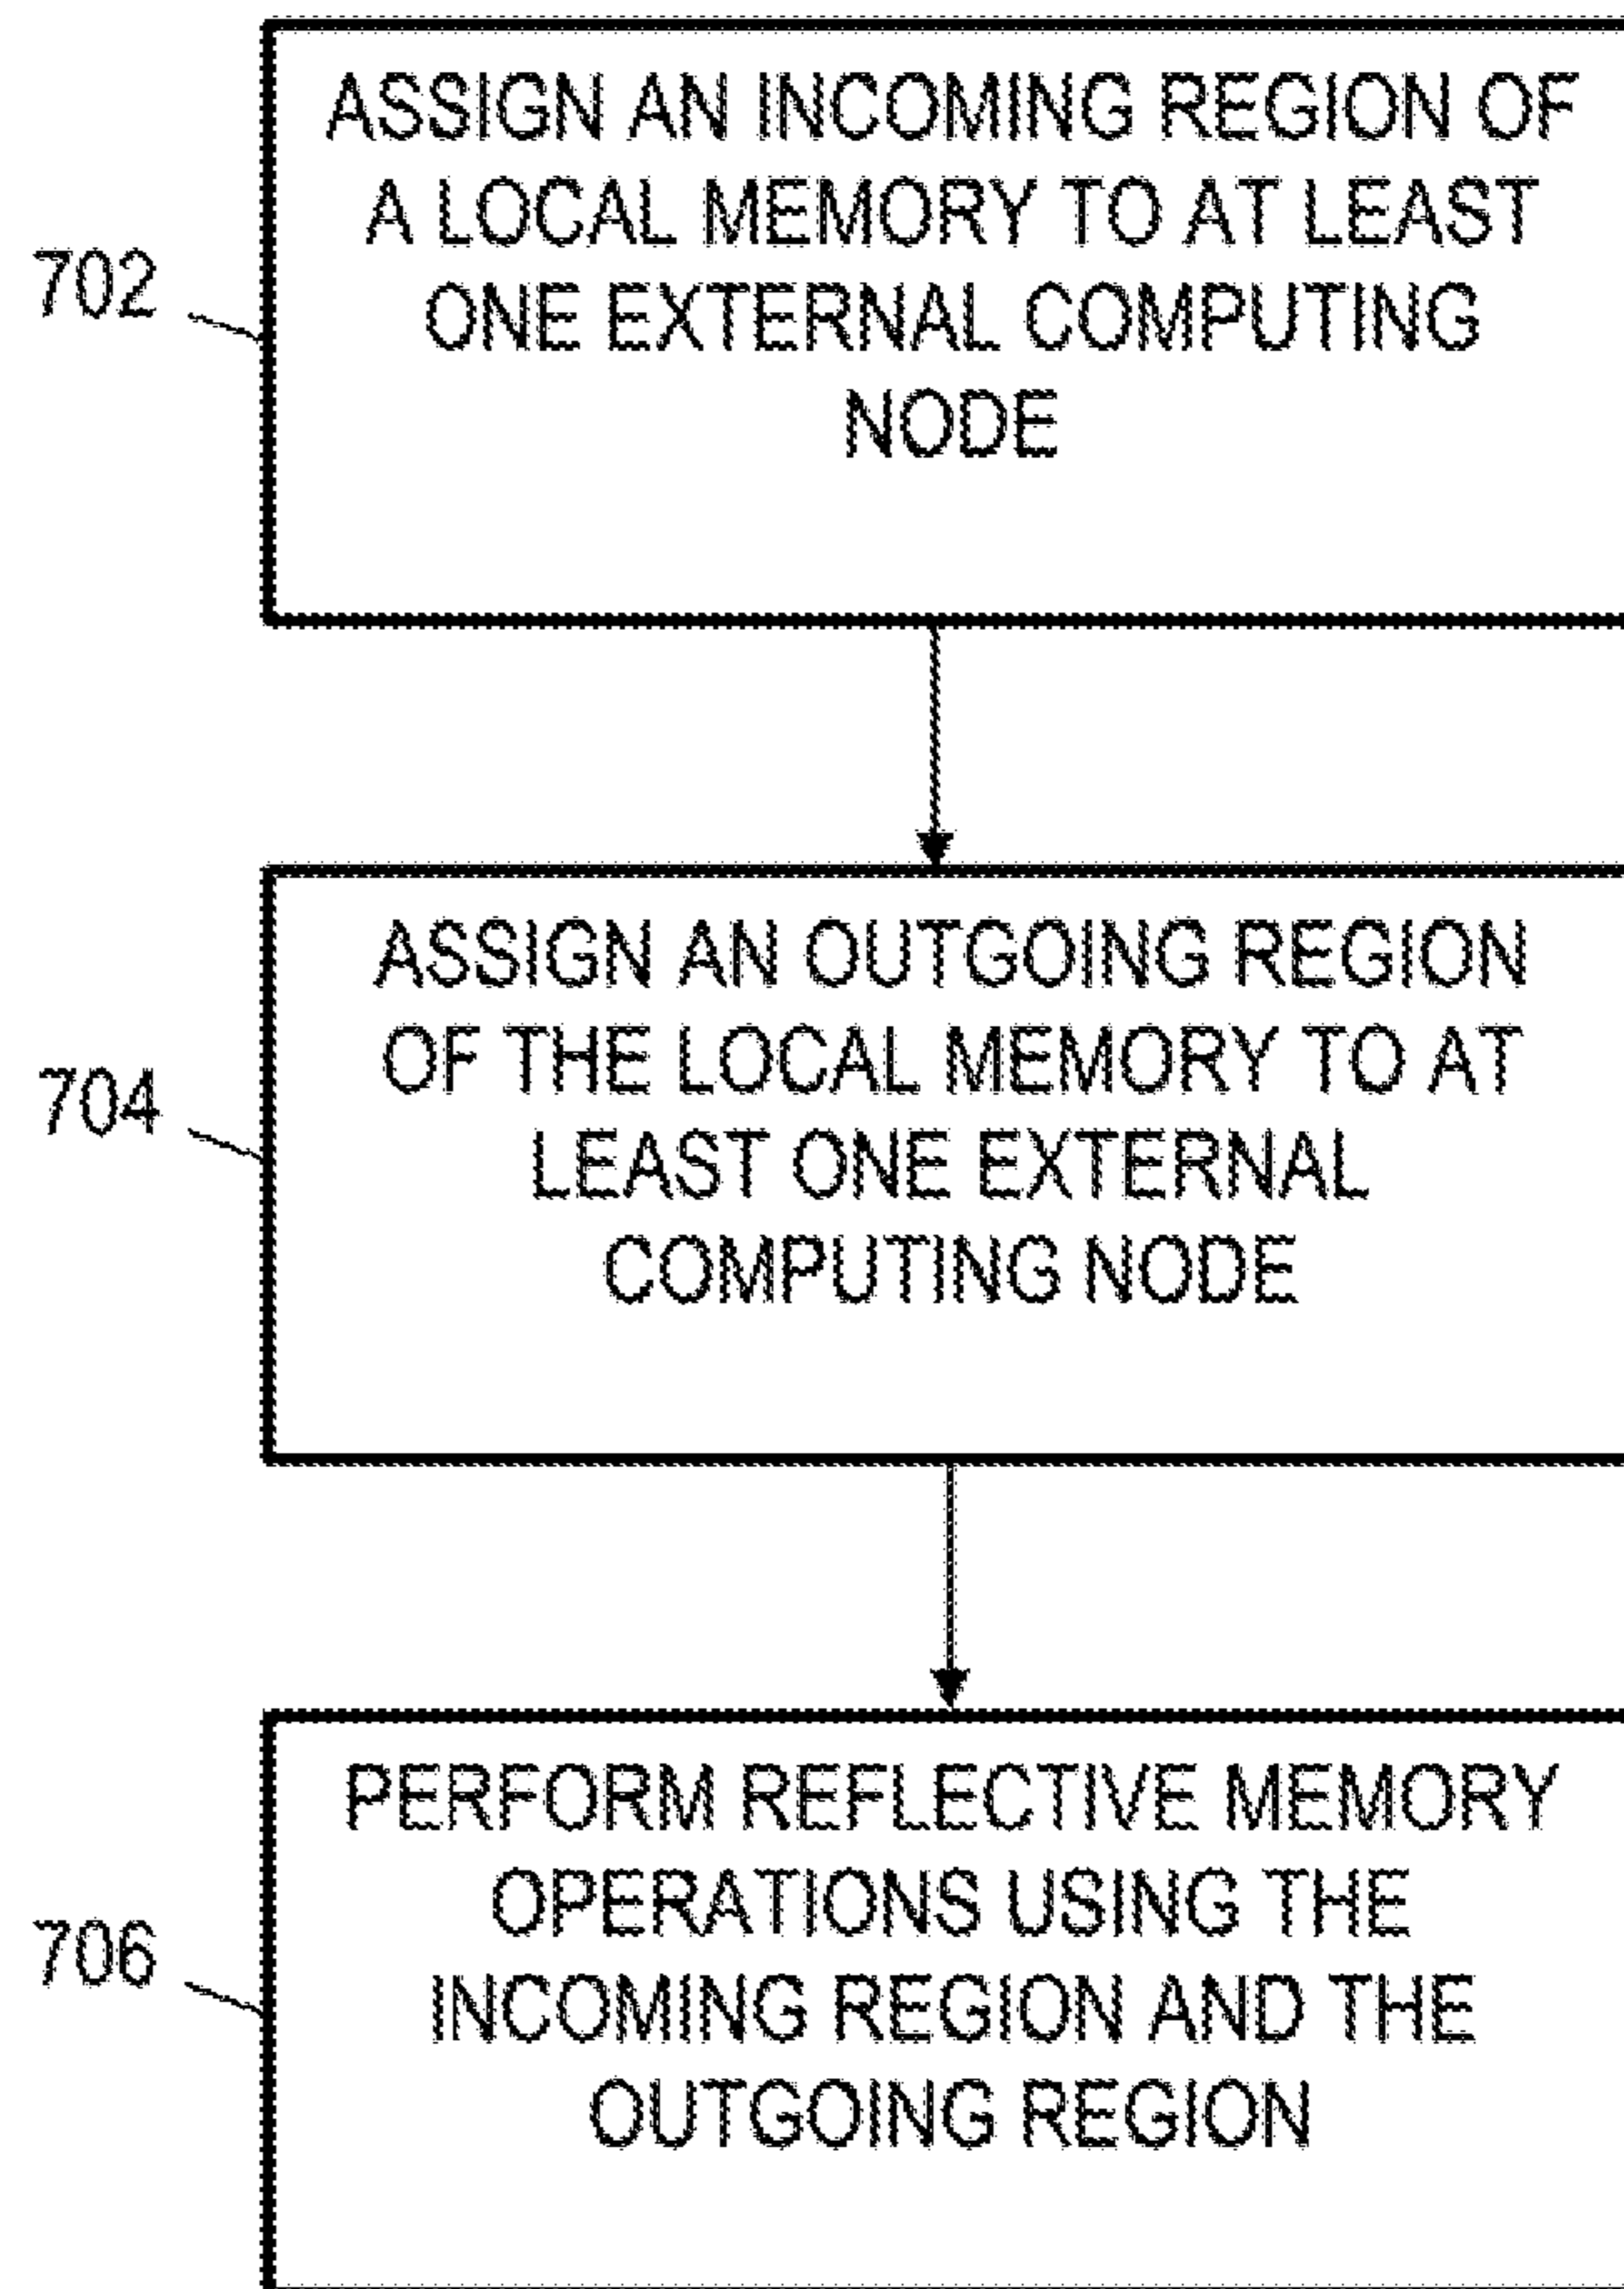 ASSIGN AN INCOMING REGION OF
A LOCAL MEMORY TO AT LEAST
ONE EXTERNAL COMPUTING
NODE
702
ASSIGN AN OUTGOING REGION
OF THE LOCAL MEMORY TO AT
LEAST ONE EXTERNAL
COMPUTING NODE
704
PERFORM REFLECTIVE MEMORY
OPERATIONS USING THE
INCOMING REGION AND THE
OUTGOING REGION
706